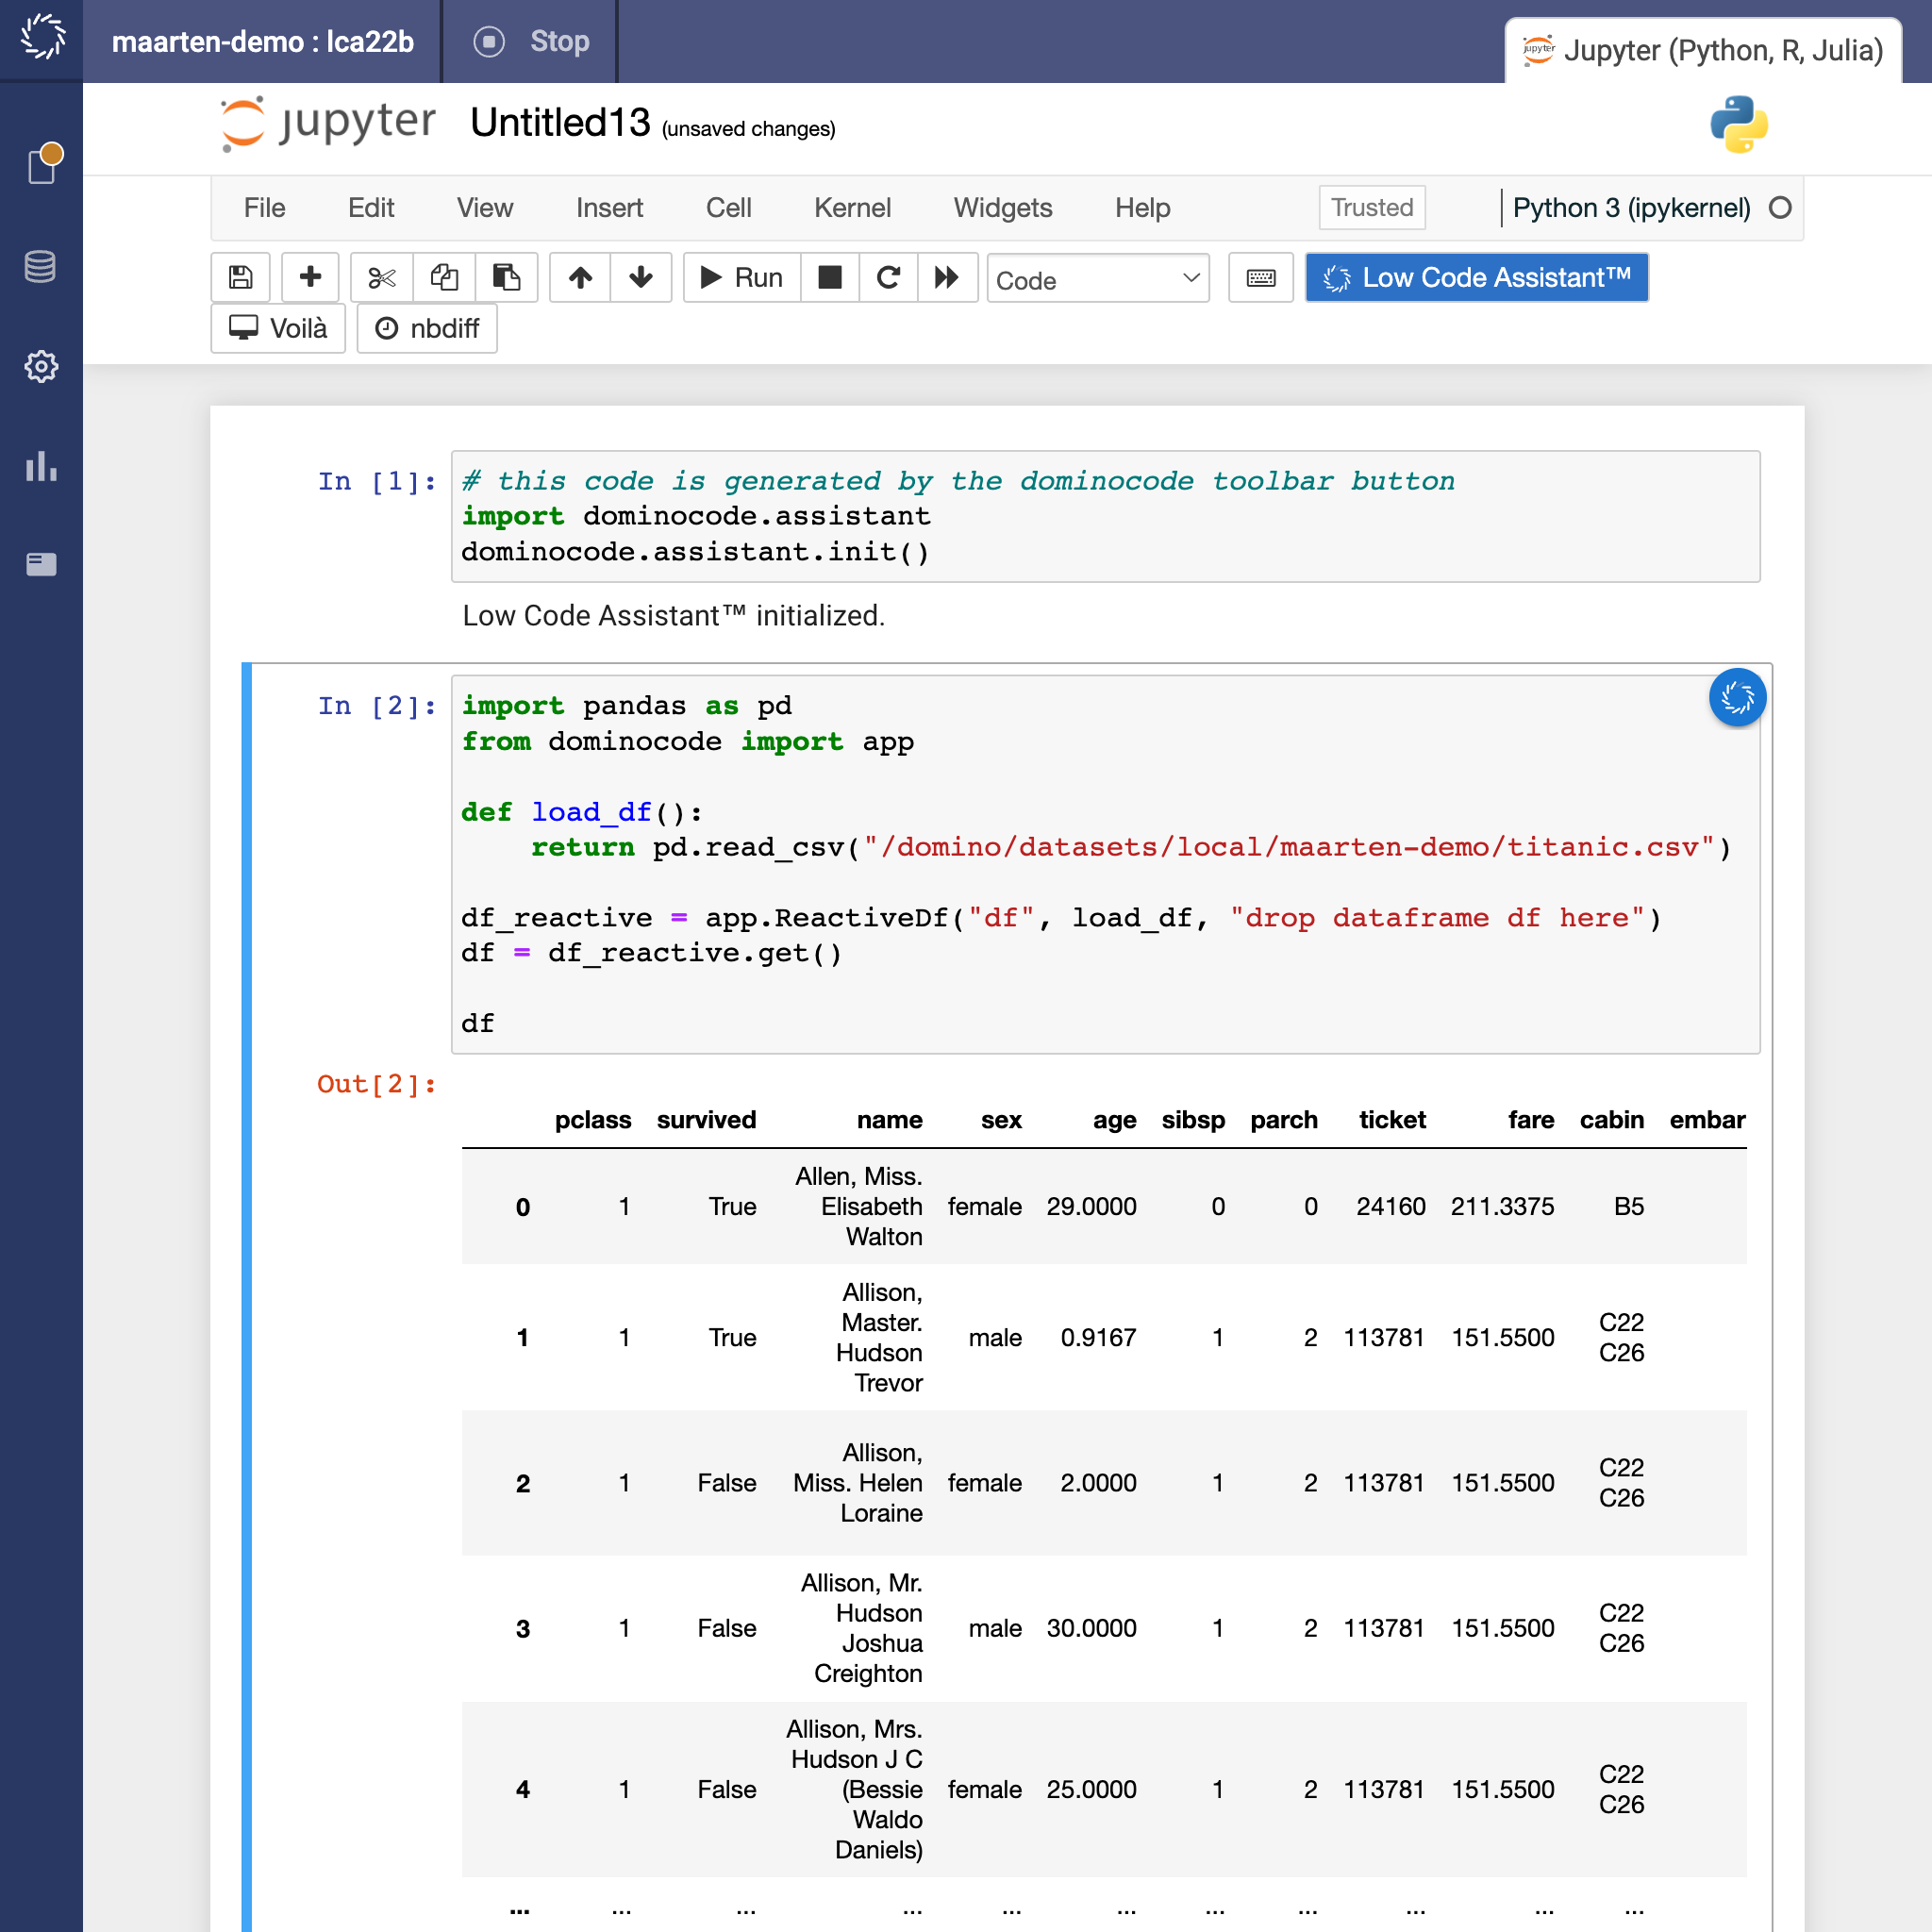 maarten-demo : lca22b
Stop
jupyter Jupyter (Python, R, Julia)
jupyter Untitled13 (unsaved changes)
File Edit View Insert Cell Kernel Widgets Help Trusted Python 3 (ipykernel)
Run Code Low Code Assistant™
Voilà nbdiff
In [1]: # this code is generated by the dominocode toolbar button
import dominocode.assistant
dominocode.assistant.init()
Low Code Assistant™ initialized.
In [2]: import pandas as pd
from dominocode import app
def load_df():
    return pd.read_csv("/domino/datasets/local/maarten-demo/titanic.csv")
df_reactive = app.ReactiveDf("df", load_df, "drop dataframe df here")
df = df_reactive.get()
df
Out[2]:
pclass survived name sex age sibsp parch ticket fare cabin embar
0 1 True Allen, Miss. Elisabeth Walton female 29.0000 0 0 24160 211.3375 B5
1 1 True Allison, Master. Hudson Trevor male 0.9167 1 2 113781 151.5500 C22 C26
2 1 False Allison, Miss. Helen Loraine female 2.0000 1 2 113781 151.5500 C22 C26
3 1 False Allison, Mr. Hudson Joshua Creighton male 30.0000 1 2 113781 151.5500 C22 C26
4 1 False Allison, Mrs. Hudson J C (Bessie Waldo Daniels) female 25.0000 1 2 113781 151.5500 C22 C26
... ... ... ... ... ... ... ... ... ... ...